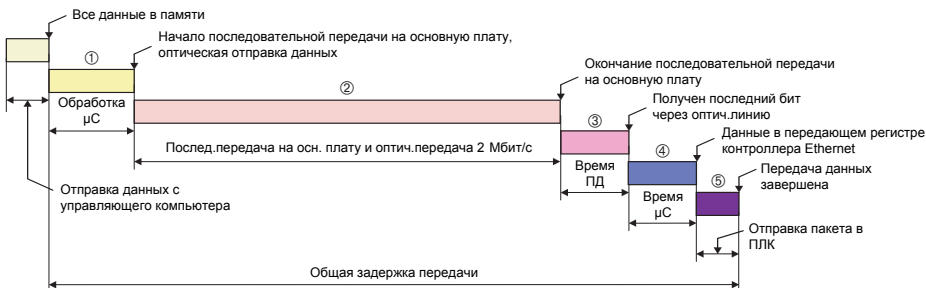 Все данные в памяти
Начало последовательной передачи на основную плату,
оптическая отправка данных
①
Обработка
μC
②
Окончание последовательной передачи
на основную плату
Послед.передача на осн. плату и оптич.передача 2 Мбит/с
Получен последний бит
через оптич.линию
③
Время
ПД
Данные в передающем регистре
контроллера Ethernet
④
Время
μC
Передача данных
завершена
⑤
Отправка данных с
управляющего компьютера
Отправка пакета в
ПЛК
Общая задержка передачи